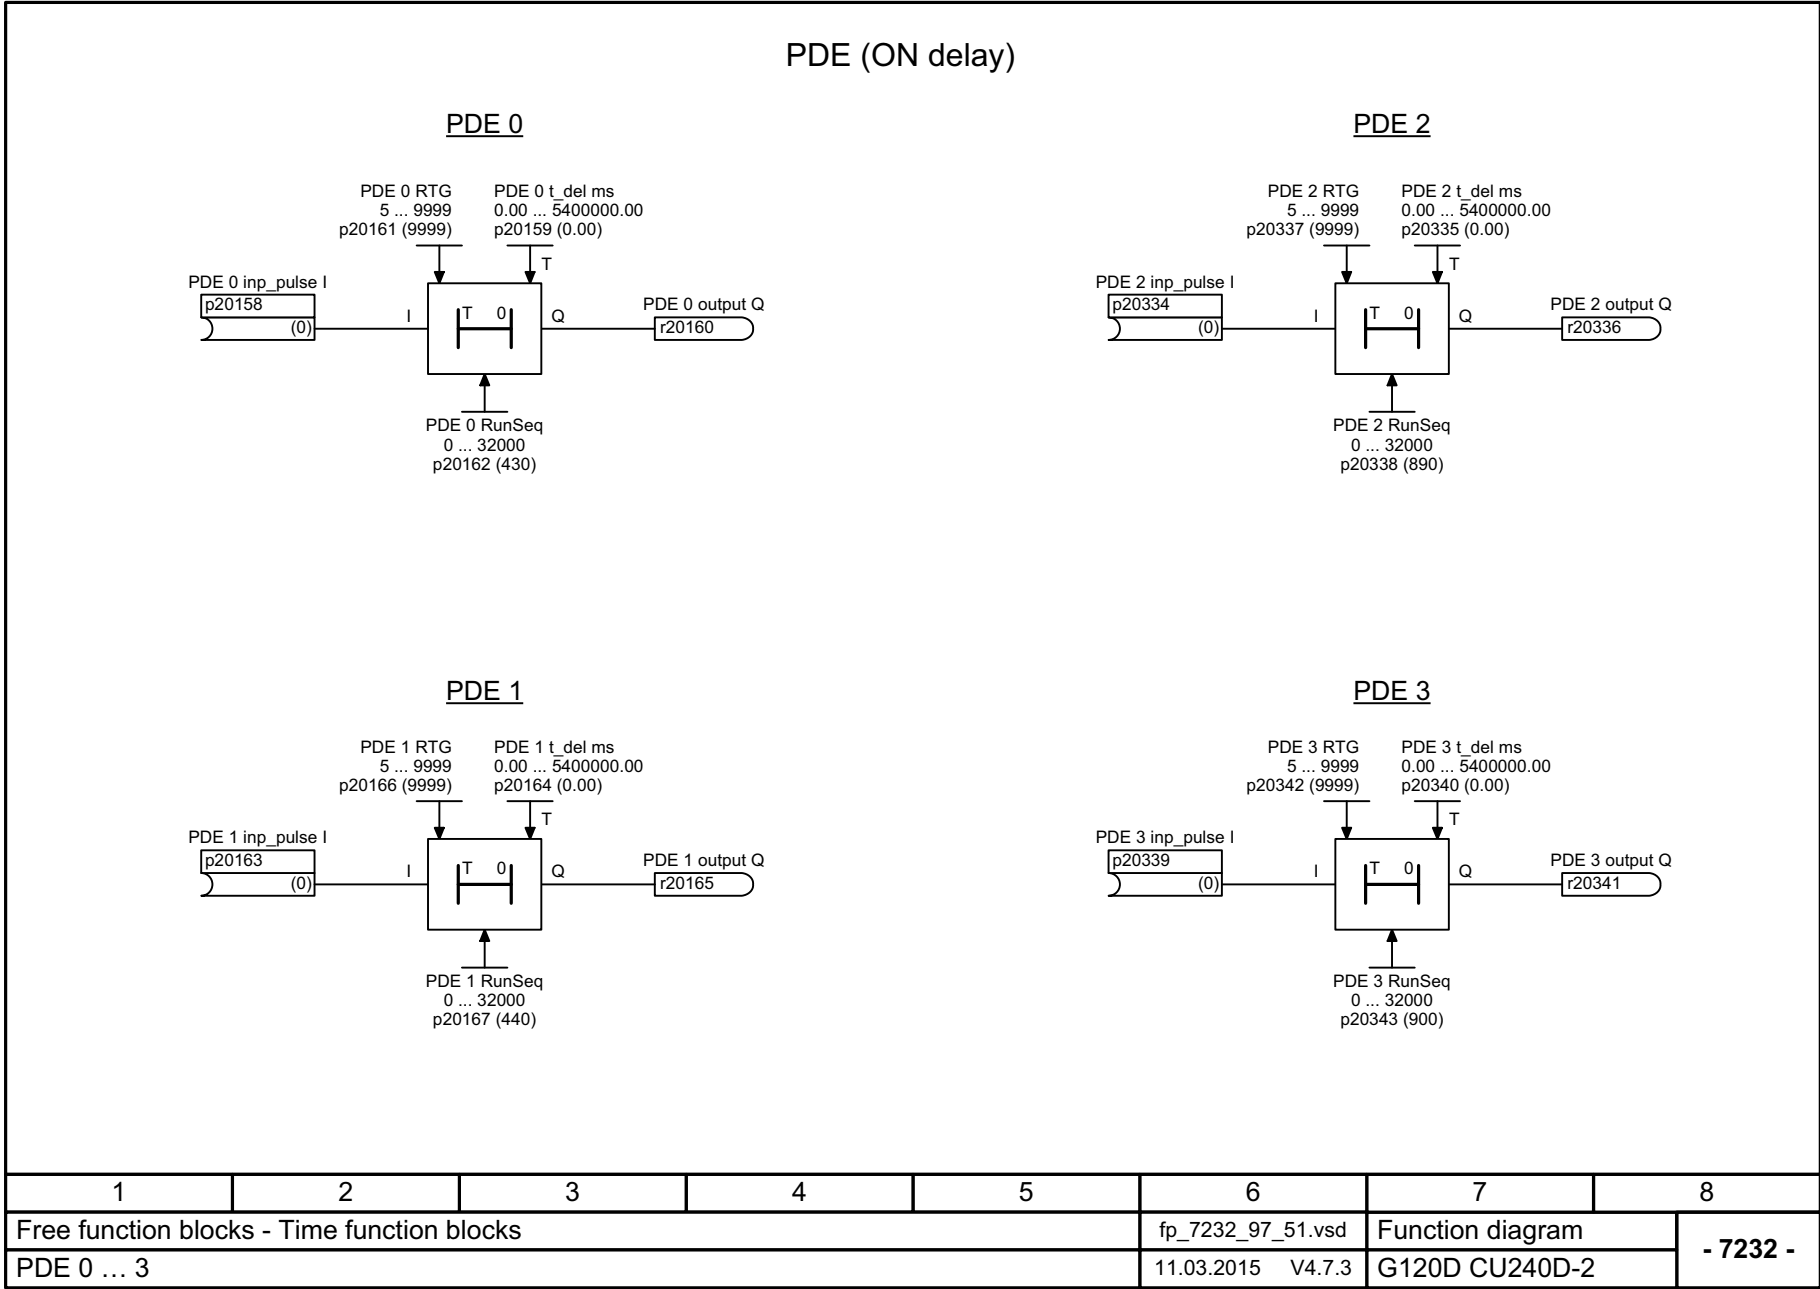 PDE (ON delay)
PDE 0
PDE 0 RTG
5 ... 9999
p20161 (9999)
PDE 0 t_del ms
0.00 ... 5400000.00
p20159 (0.00)
T
PDE 0 inp_pulse I
p20158
(0)
I
T 0
Q
PDE 0 output Q
r20160
PDE 0 RunSeq
0 ... 32000
p20162 (430)
PDE 2
PDE 2 RTG
5 ... 9999
p20337 (9999)
PDE 2 t_del ms
0.00 ... 5400000.00
p20335 (0.00)
T
PDE 2 inp_pulse I
p20334
(0)
I
T 0
Q
PDE 2 output Q
r20336
PDE 2 RunSeq
0 ... 32000
p20338 (890)
PDE 1
PDE 1 RTG
5 ... 9999
p20166 (9999)
PDE 1 t_del ms
0.00 ... 5400000.00
p20164 (0.00)
T
PDE 1 inp_pulse I
p20163
(0)
I
T 0
Q
PDE 1 output Q
r20165
PDE 1 RunSeq
0 ... 32000
p20167 (440)
PDE 3
PDE 3 RTG
5 ... 9999
p20342 (9999)
PDE 3 t_del ms
0.00 ... 5400000.00
p20340 (0.00)
T
PDE 3 inp_pulse I
p20339
(0)
I
T 0
Q
PDE 3 output Q
r20341
PDE 3 RunSeq
0 ... 32000
p20343 (900)
1 2 3 4 5 6 7 8
Free function blocks - Time function blocks
fp_7232_97_51.vsd
Function diagram
- 7232 -
PDE 0 … 3
11.03.2015 V4.7.3
G120D CU240D-2